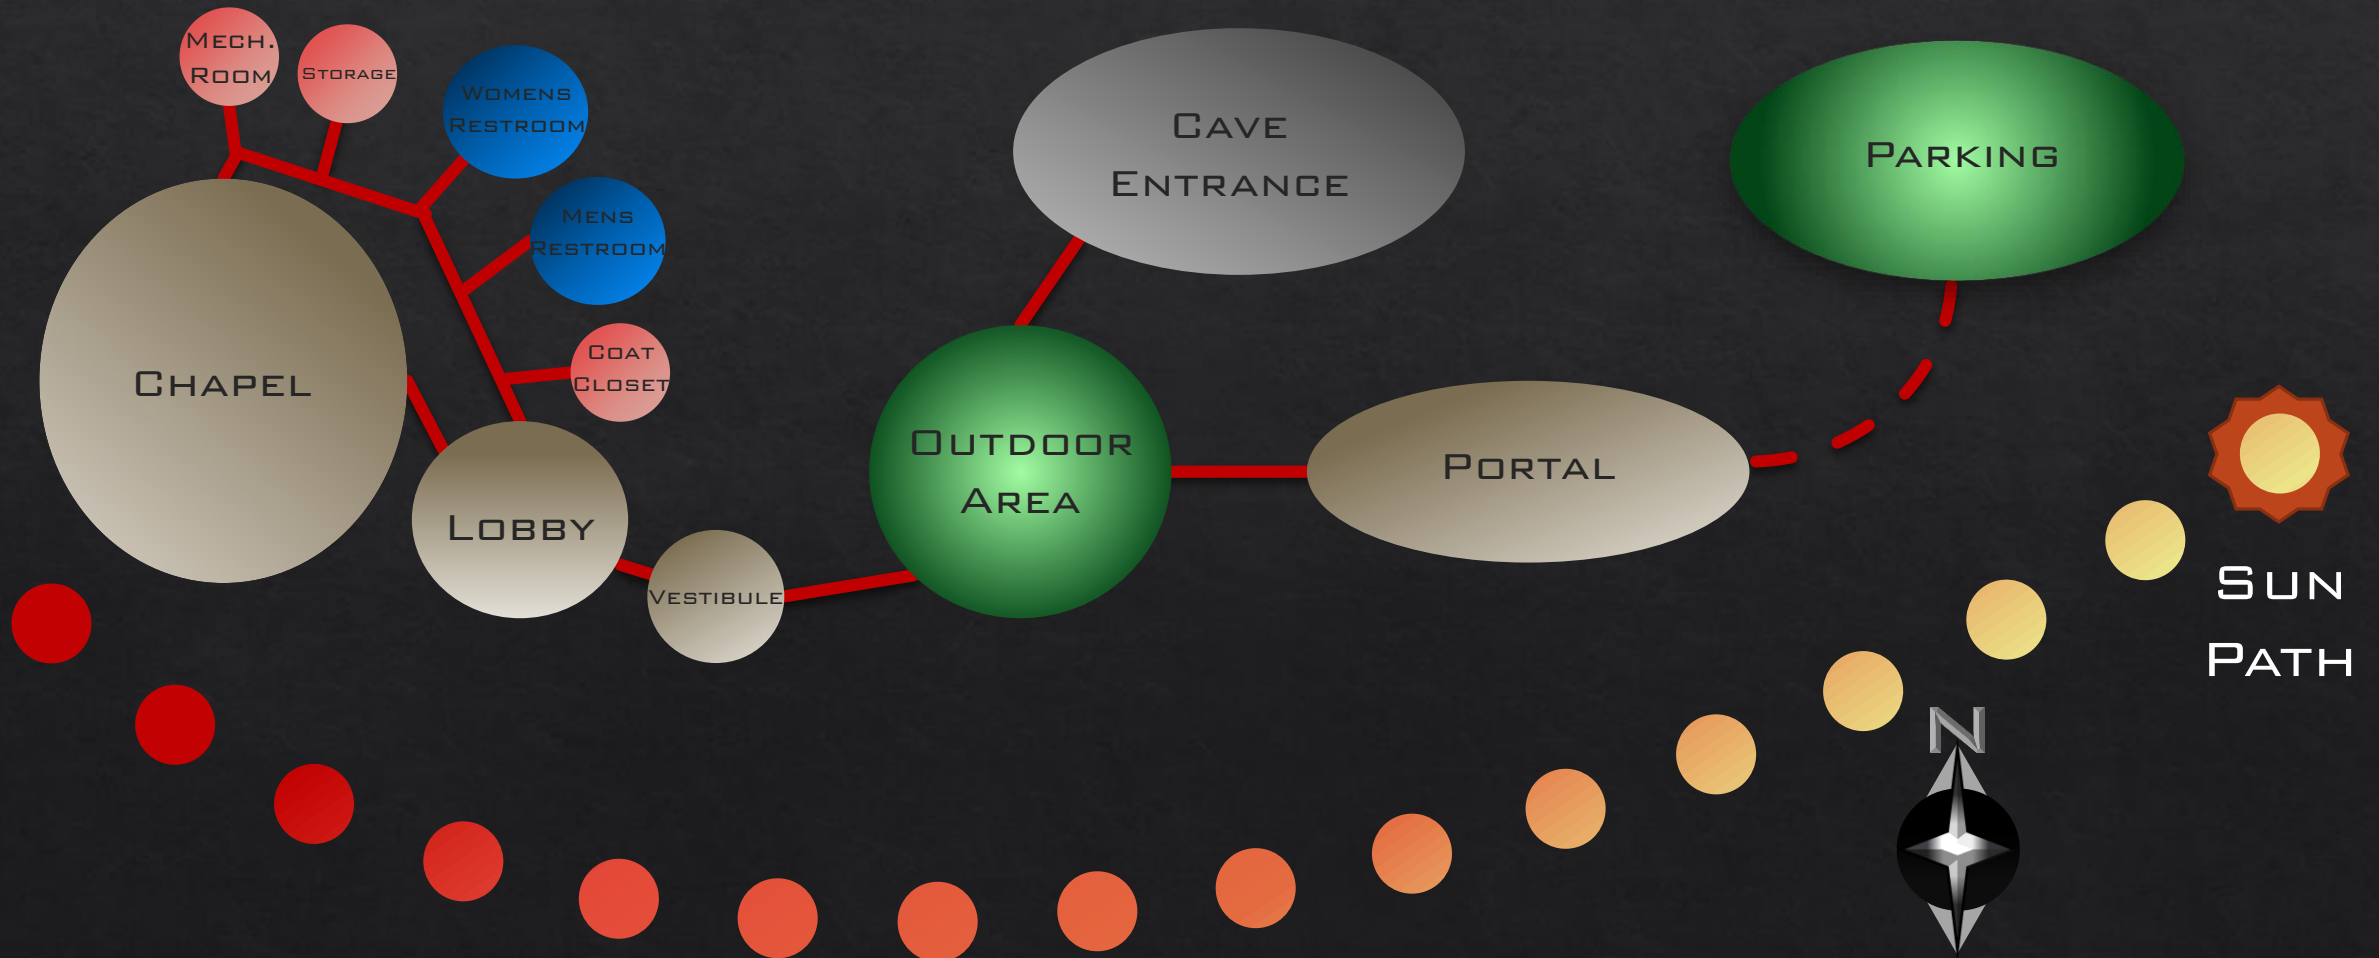 Mech.
Room
Storage
Womens
Restroom
Mens
Restroom
Coat
Closet
Chapel
Lobby
Vestibule
Cave
Entrance
Outdoor
Area
Portal
Parking
Sun
Path
N